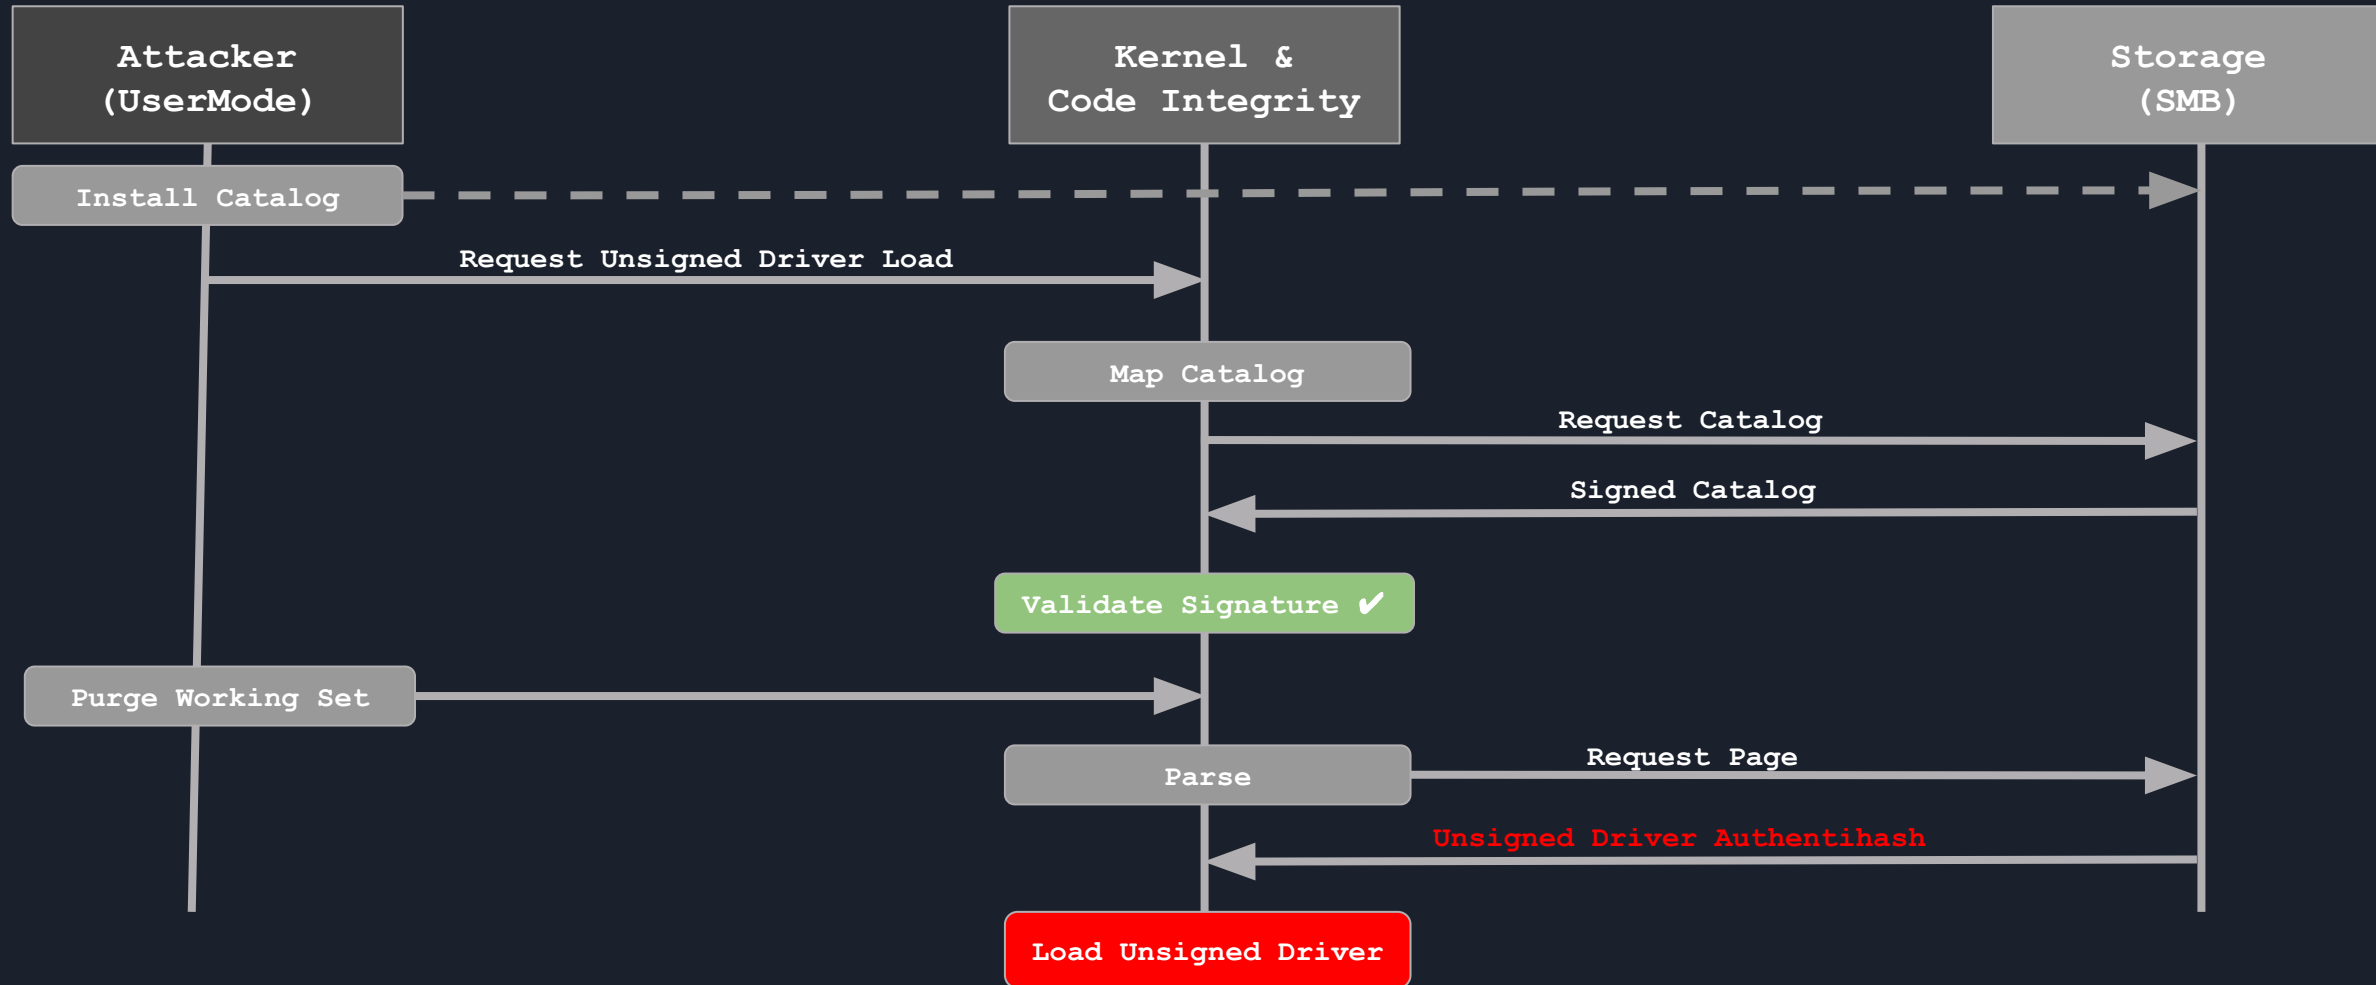 Attacker
(UserMode)
Kernel &
Code Integrity
Storage
(SMB)
Install Catalog
Request Unsigned Driver Load
Map Catalog
Request Catalog
Signed Catalog
Validate Signature ✔
Purge Working Set
Request Page
Parse
Unsigned Driver Authentihash
Load Unsigned Driver